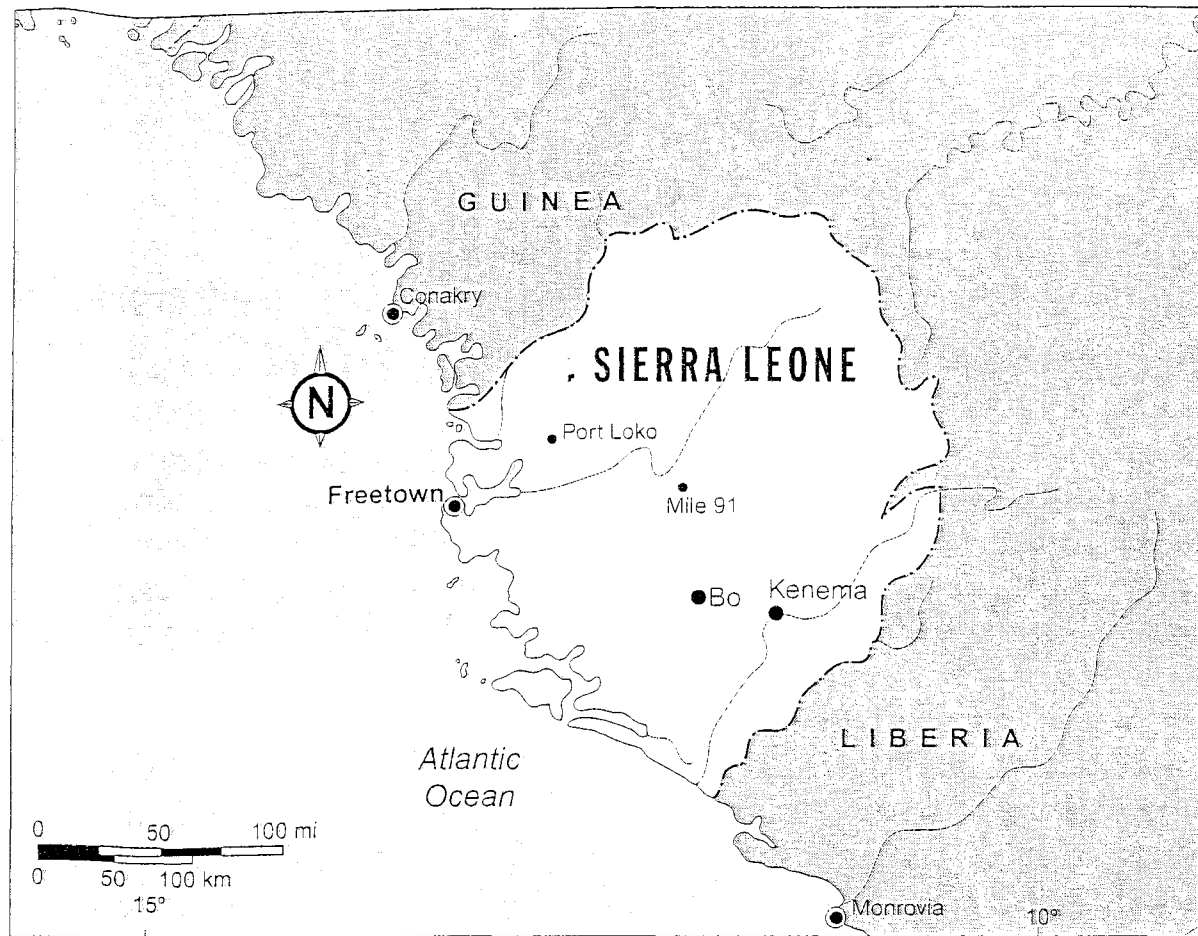 GUINEA
Conakry
SIERRA LEONE
N
Port Loko
Freetown
Mile 91
Bo
Kenema
LIBERIA
Atlantic
Ocean
0 50 100 mi
0 50 100 km
15°
Monrovia
10°